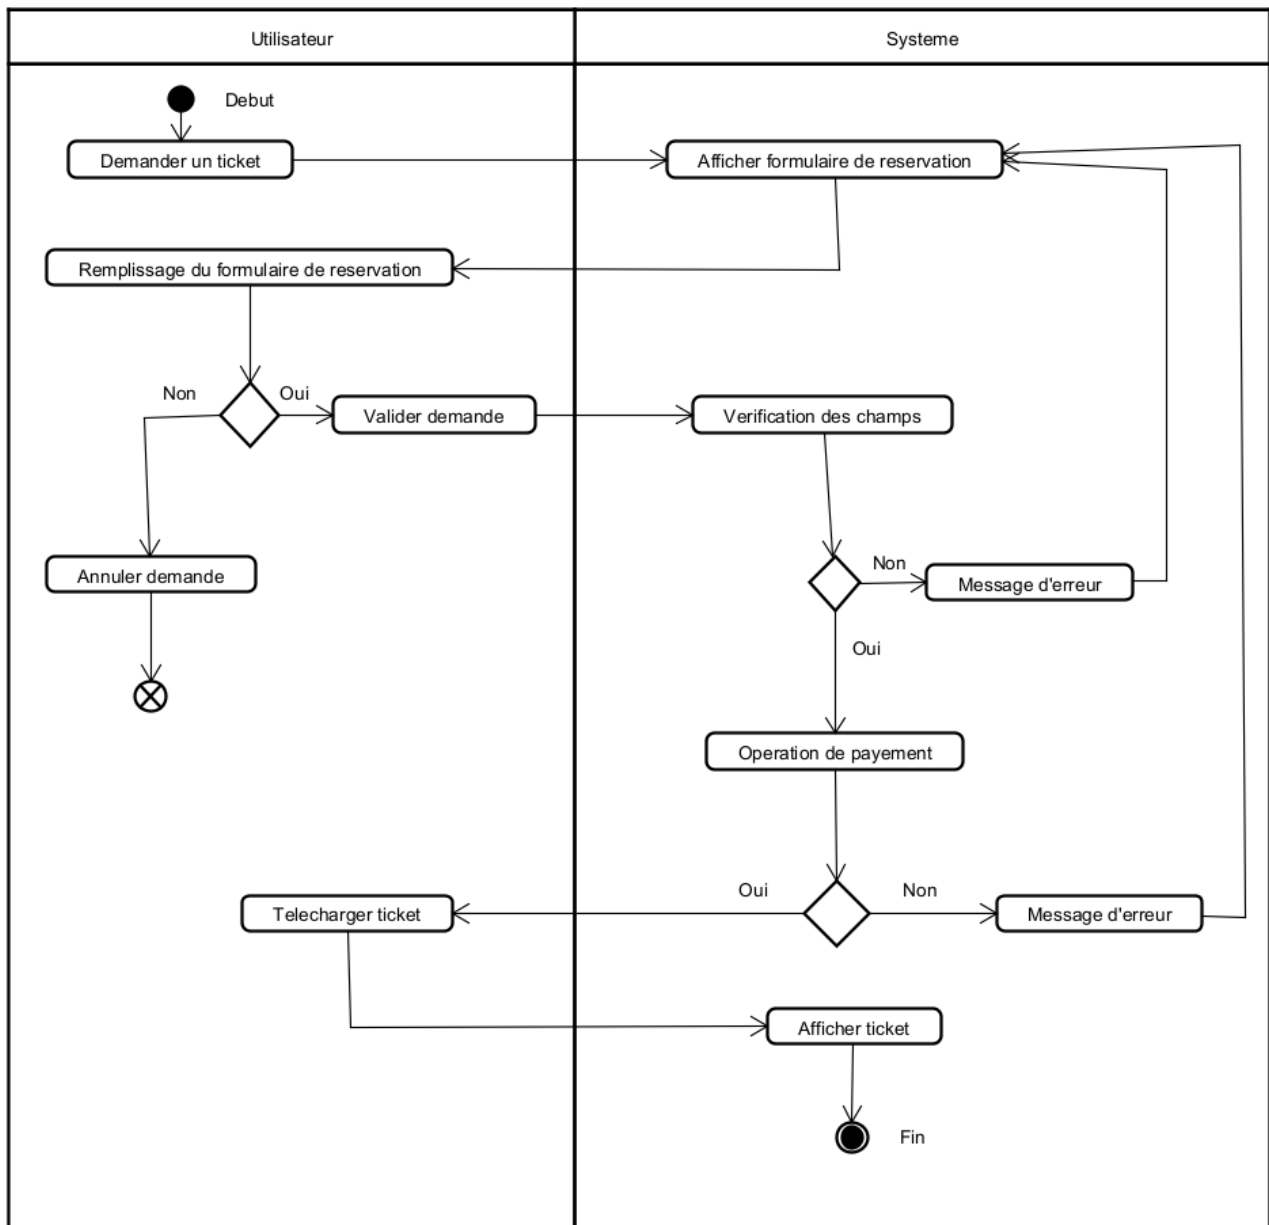 Utilisateur
Systeme
Debut
Demander un ticket
Afficher formulaire de reservation
Remplissage du formulaire de reservation
Non
Oui
Valider demande
Verification des champs
Annuler demande
Non
Message d'erreur
Oui
Operation de payement
Telecharger ticket
Oui
Non
Message d'erreur
Afficher ticket
Fin